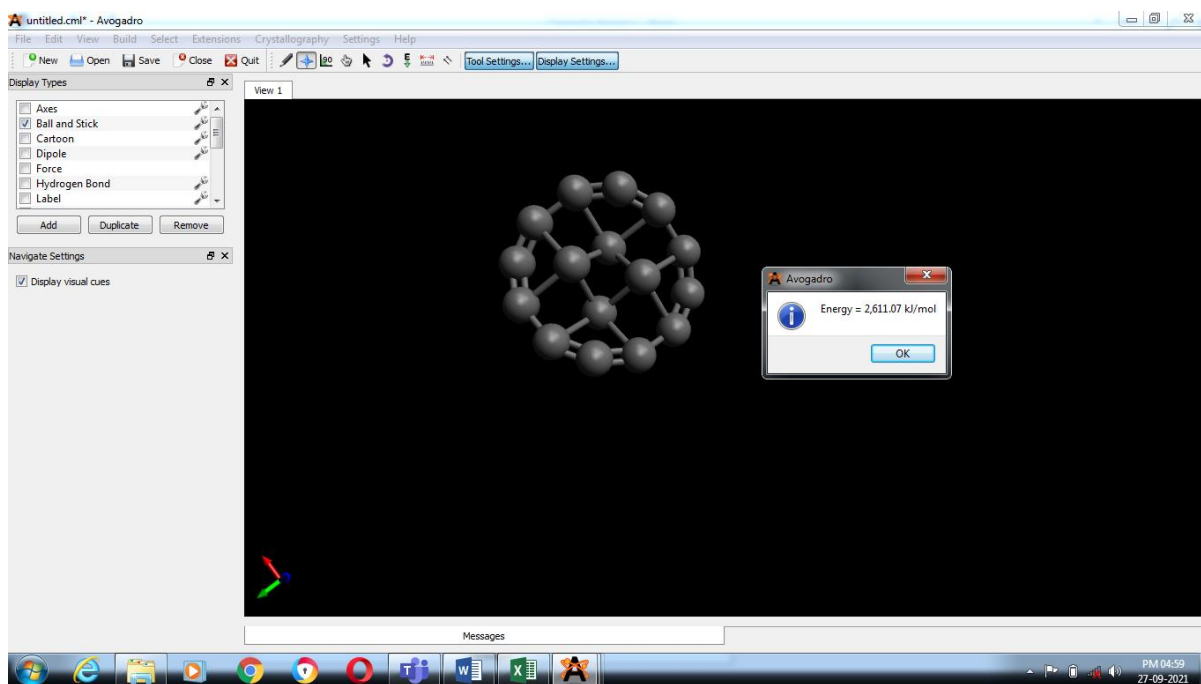 untitled.cml* - Avogadro
File Edit View Build Select Extensions Crystallography Settings Help
New Open Save Close Quit Tool Settings... Display Settings...
Display Types
View 1
Axes
Ball and Stick
Cartoon
Dipole
Force
Hydrogen Bond
Label
Add Duplicate Remove
Navigate Settings
Display visual cues
Avogadro
Energy = 2,611.07 kJ/mol
OK
Messages
PM 04:59
27-09-2021